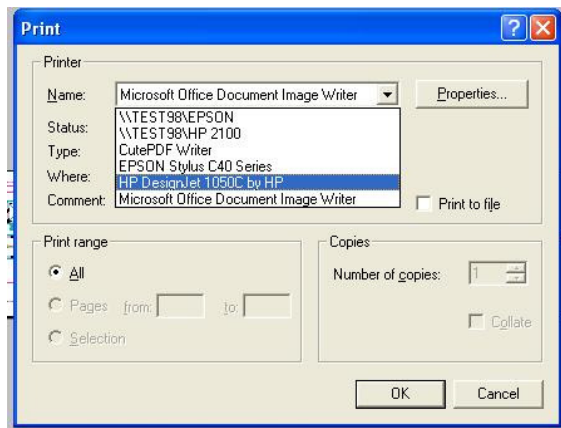 Print
Printer
Name: Microsoft Office Document Image Writer Properties...
Status: \\TEST98\EPSON
\\TEST98\HP 2100
Type: CutePDF Writer
EPSON Stylus C40 Series
Where: HP DesignJet 1050C by HP
Comment: Microsoft Office Document Image Writer Print to file
Print range
All
Pages from: to:
Selection
Copies
Number of copies: 1
Collate
OK Cancel